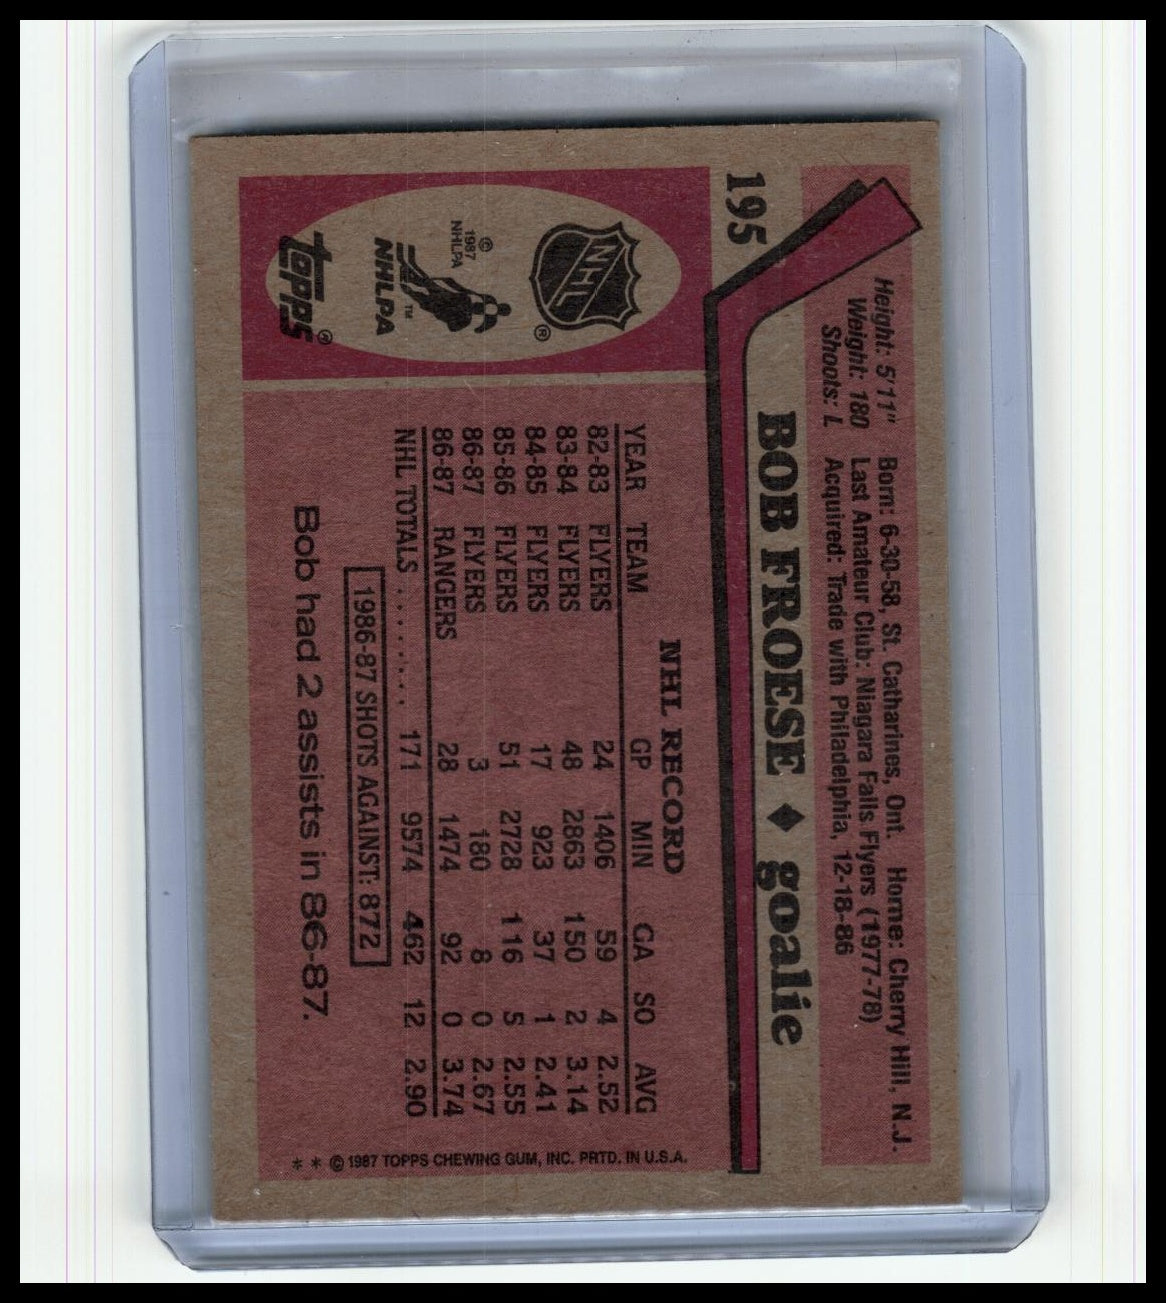 195
Height: 5'11" Born: 6-30-58, St. Catharines, Ont. Home: Cherry Hill, N.J.
Weight: 180 Last Amateur Club: Niagara Falls Flyers (1977-78)
Shoots: L Acquired: Trade with Philadelphia, 12-18-86
BOB FROESE ♦ goalie
NHL
®
© 1987 NHLPA
NHLPA ™
TOPPS ®
NHL RECORD
YEAR TEAM GP MIN GA SO AVG
82-83 FLYERS 24 1406 59 4 2.52
83-84 FLYERS 48 2863 150 2 3.14
84-85 FLYERS 17 923 37 1 2.41
85-86 FLYERS 51 2728 116 5 2.55
86-87 FLYERS 3 180 8 0 2.67
86-87 RANGERS 28 1474 92 0 3.74
NHL TOTALS ........ 171 9574 462 12 2.90
1986-87 SHOTS AGAINST: 872
Bob had 2 assists in 86-87.
* * © 1987 TOPPS CHEWING GUM, INC. PRTD. IN U.S.A.